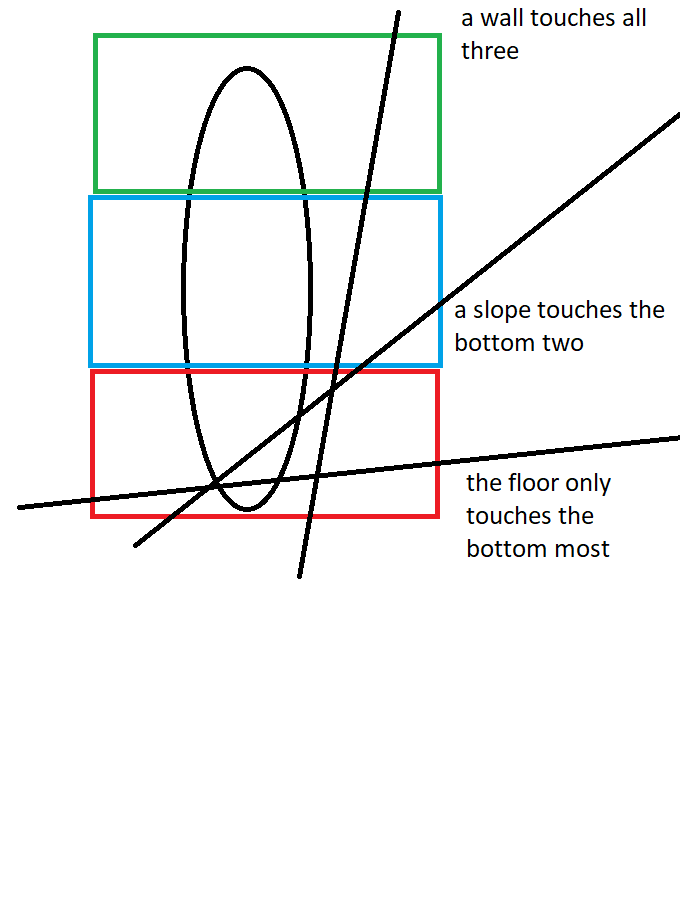 a wall touches all
three
a slope touches the
bottom two
the floor only
touches the
bottom most